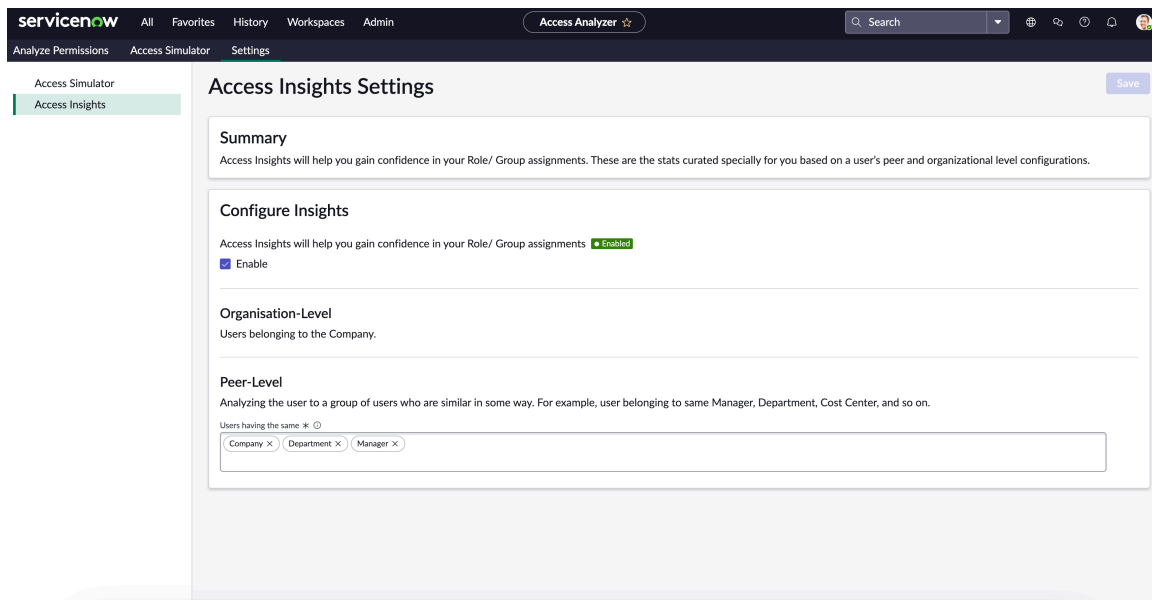 servicenow All Favorites History Workspaces Admin Access Analyzer Search
Analyze Permissions Access Simulator Settings
Access Simulator
Access Insights
Access Insights Settings
Save
Summary
Access Insights will help you gain confidence in your Role/ Group assignments. These are the stats curated specially for you based on a user's peer and organizational level configurations.
Configure Insights
Access Insights will help you gain confidence in your Role/ Group assignments Enabled
Enable
Organisation-Level
Users belonging to the Company.
Peer-Level
Analyzing the user to a group of users who are similar in some way. For example, user belonging to same Manager, Department, Cost Center, and so on.
Users having the same *
Company × Department × Manager ×